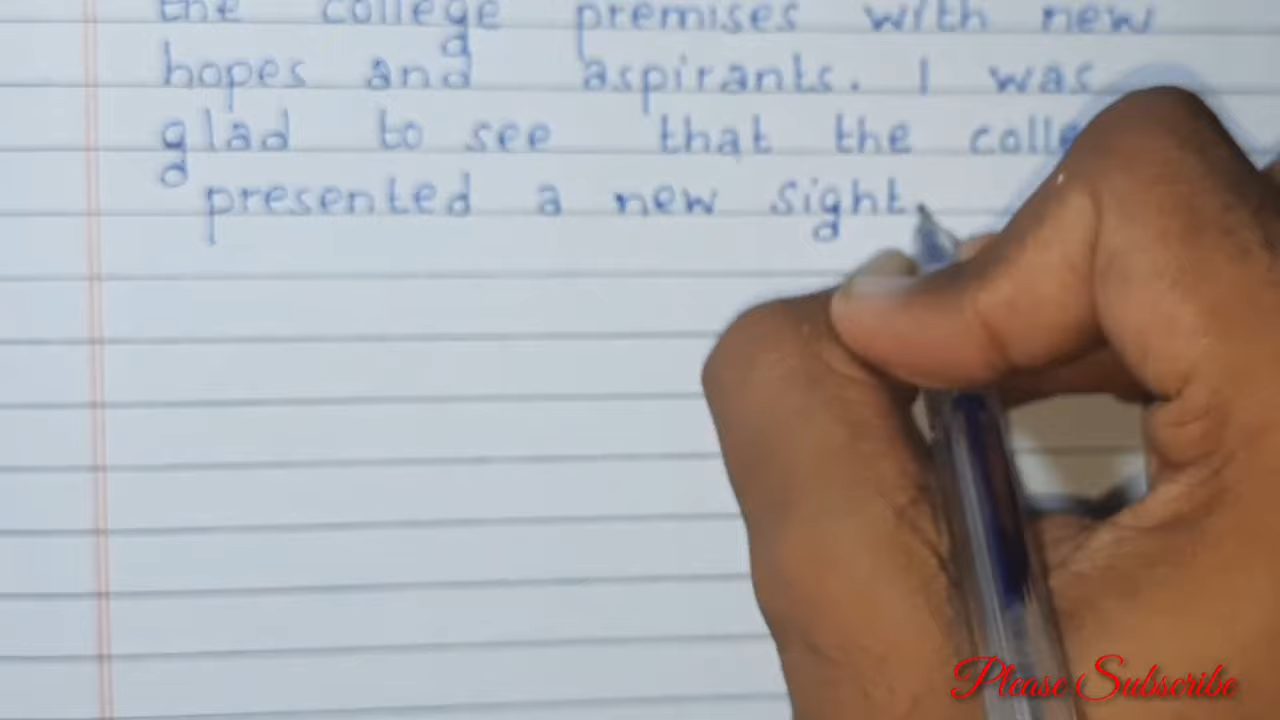 the college premises with new
hopes and aspirants. I was
glad to see that the
presented a new sight.
Please Subscribe